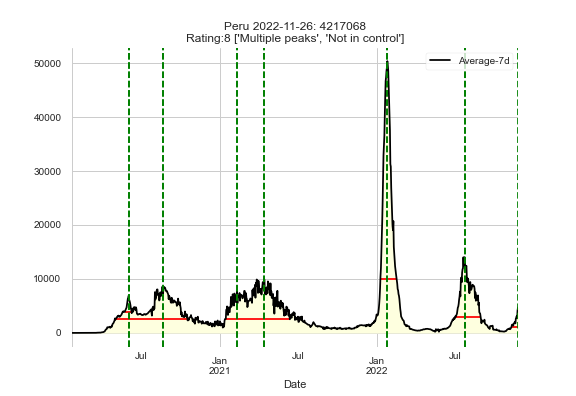 Peru 2022-11-26: 4217068
Rating:8 ['Multiple peaks', 'Not in control']
Average-7d
50000
40000
30000
20000
10000
0
Jul
Jan
2021
Jul
Jan
2022
Jul
Date